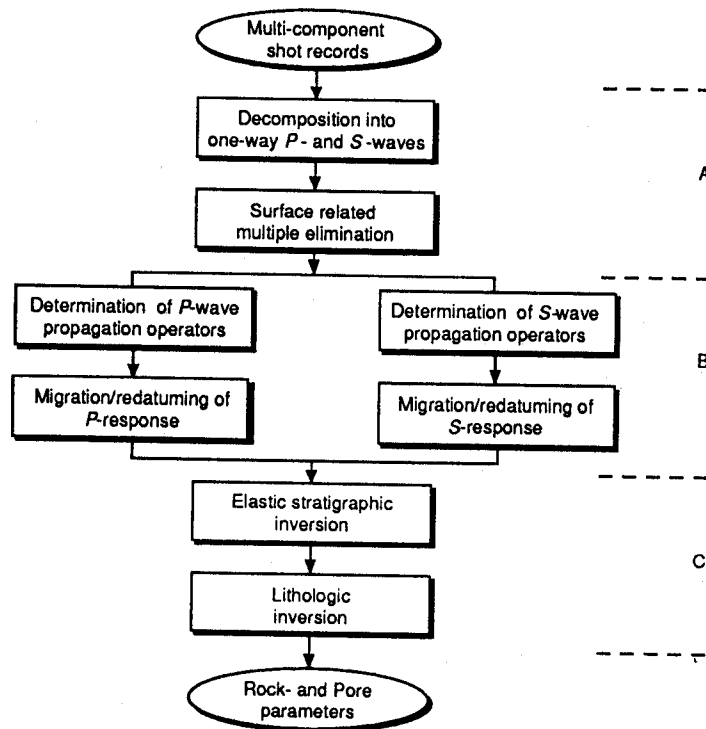 Multi-component
shot records
Decomposition into
one-way P- and S-waves
A
Surface related
multiple elimination
Determination of P-wave
propagation operators
Determination of S-wave
propagation operators
B
Migration/redatuming of
P-response
Migration/redatuming of
S-response
Elastic stratigraphic
inversion
C
Lithologic
inversion
Rock- and Pore
parameters